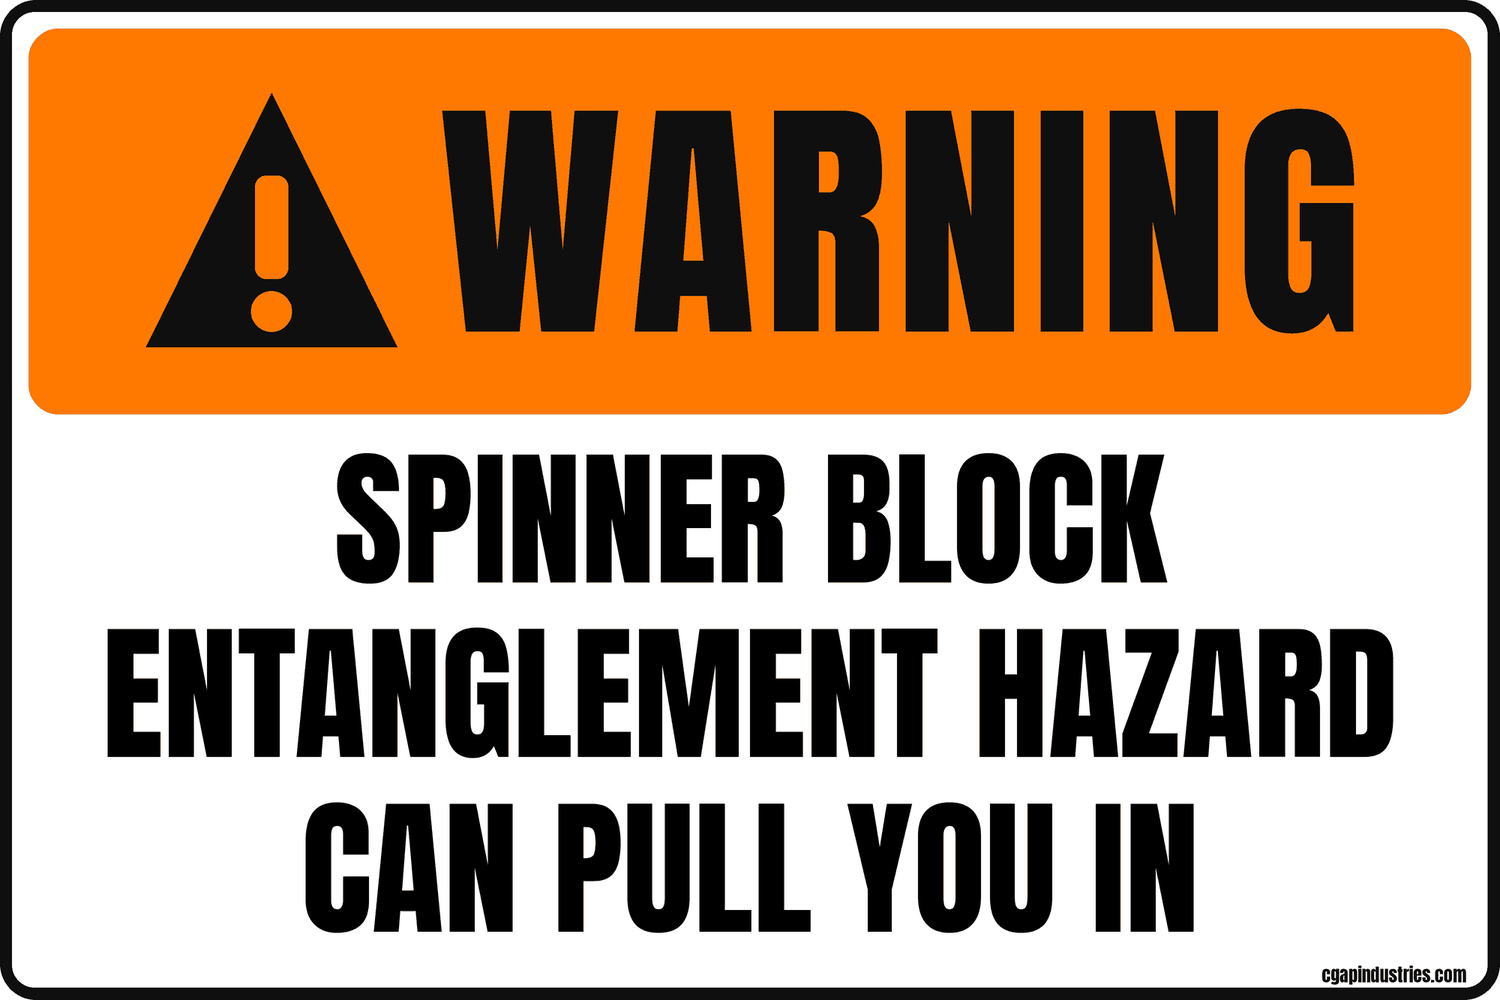 WARNING
SPINNER BLOCK
ENTANGLEMENT HAZARD
CAN PULL YOU IN
cgapindustries.com